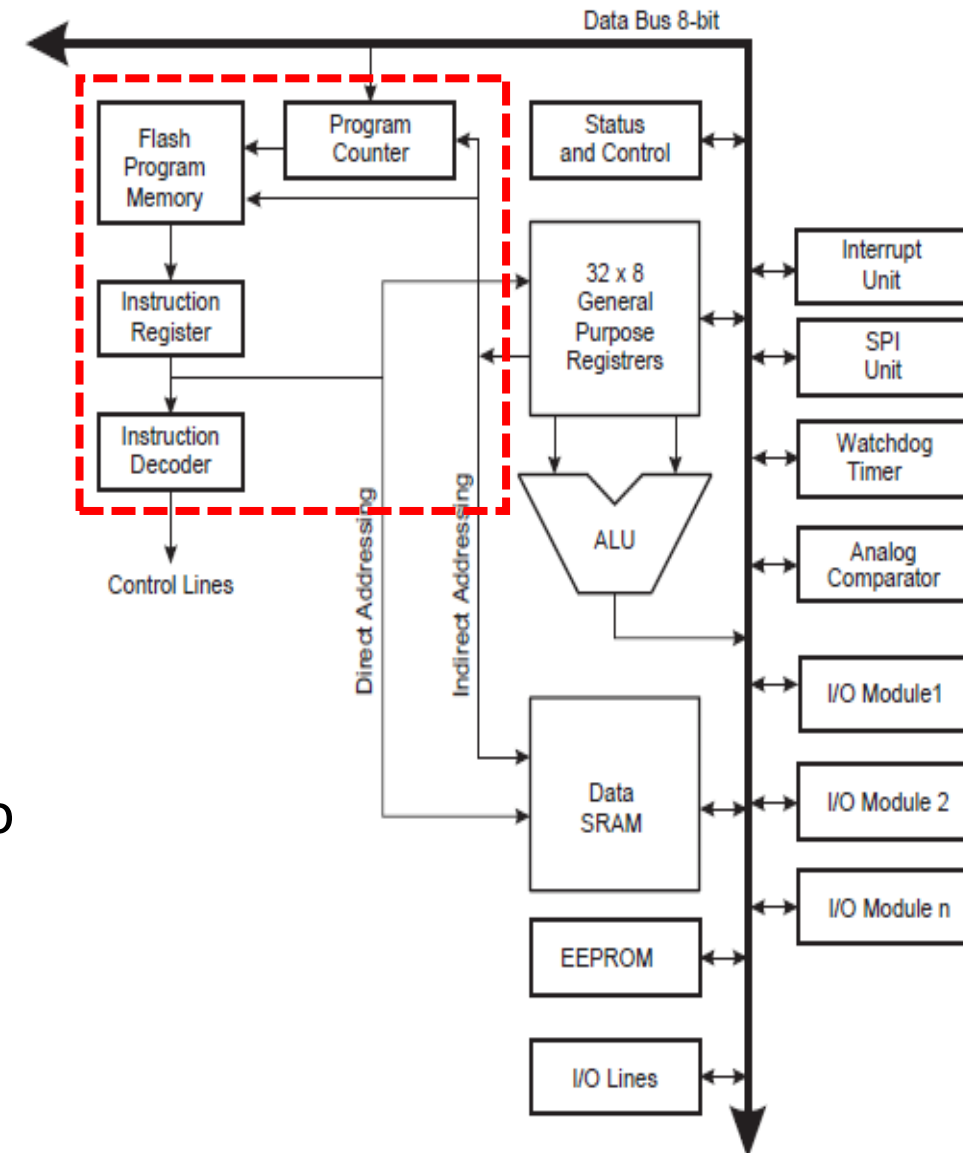 Data Bus 8-bit
Flash
Program
Memory
Program
Counter
Status
and Control
Instruction
Register
32 x 8
General
Purpose
Registrers
Interrupt
Unit
SPI
Unit
Instruction
Decoder
Watchdog
Timer
ALU
Analog
Comparator
Control Lines
Direct Addressing
Indirect Addressing
I/O Module1
Data
SRAM
I/O Module 2
I/O Module n
EEPROM
I/O Lines